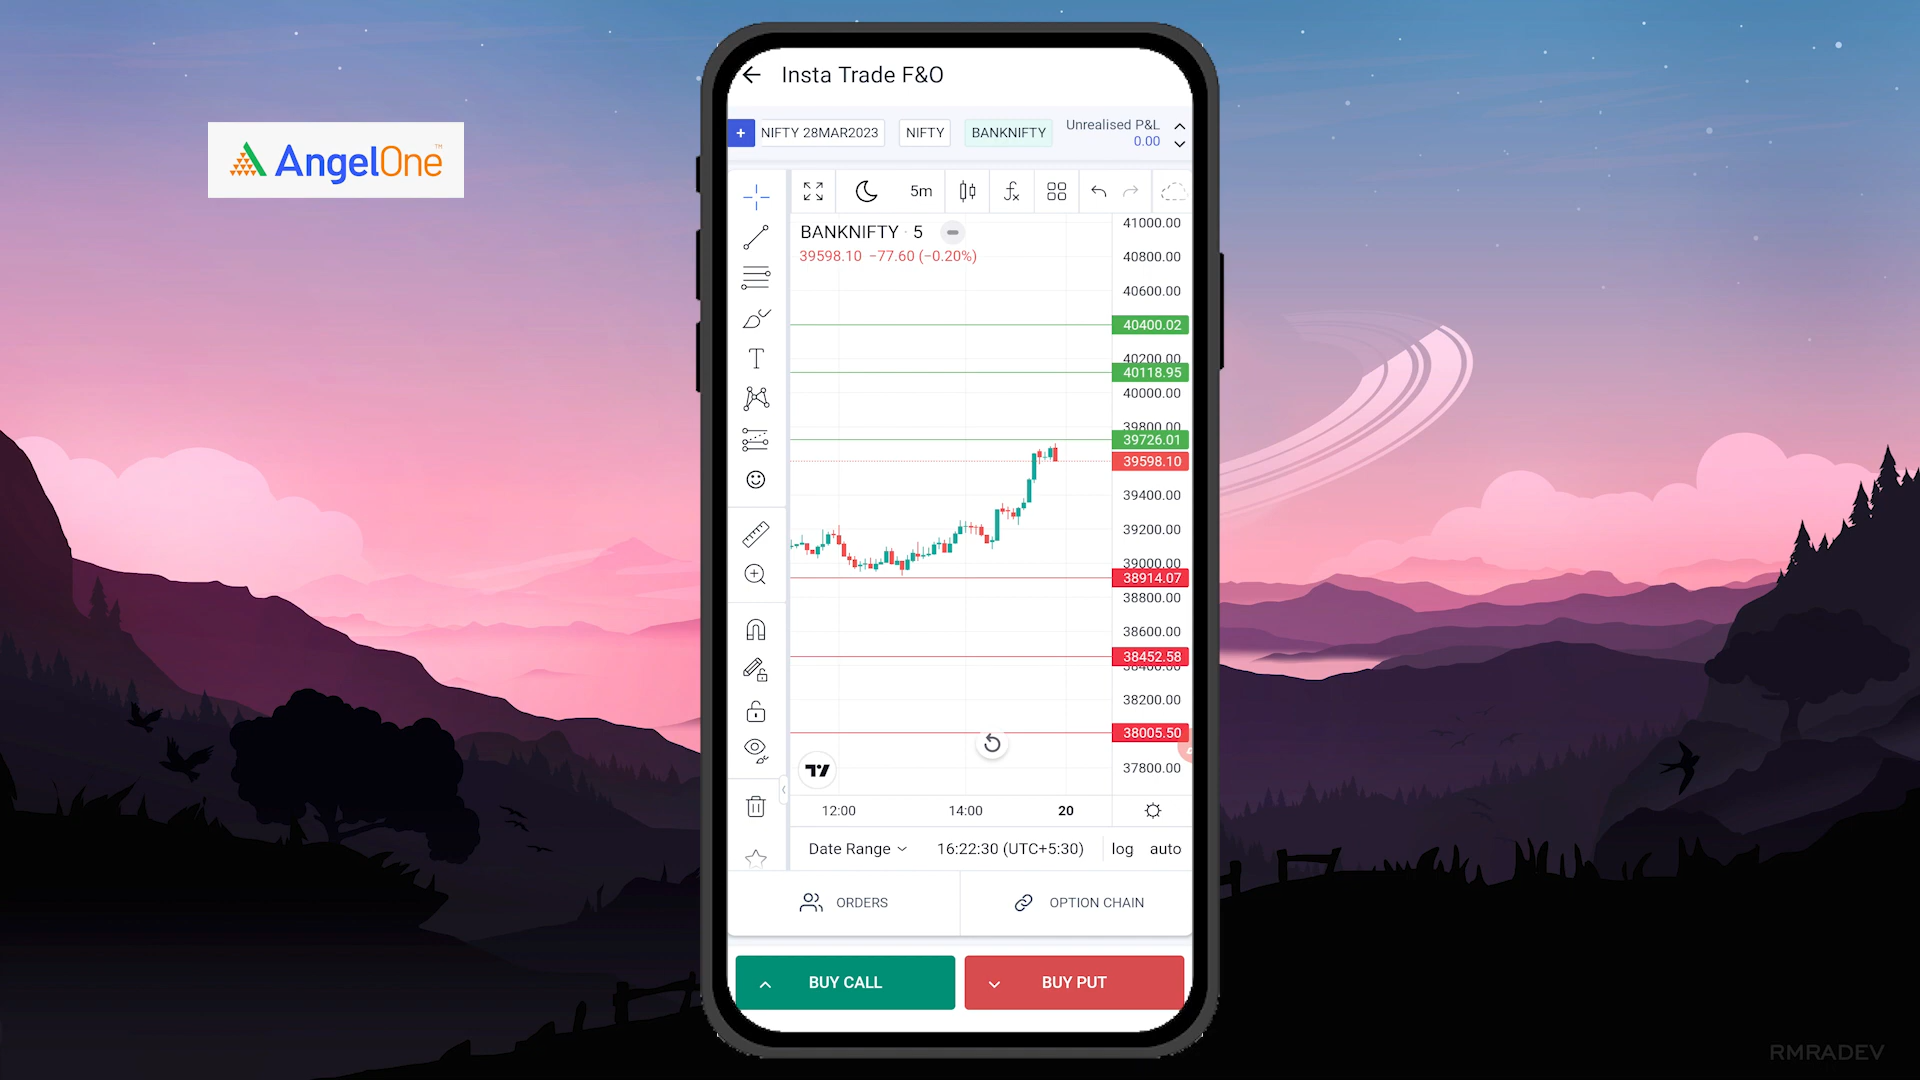 AngelOne™
Insta Trade F&O
+ NIFTY 28MAR2023 NIFTY BANKNIFTY Unrealised P&L
0.00
5m
BANKNIFTY · 5
39598.10 −77.60 (−0.20%)
41000.00
40800.00
40600.00
40400.02
40200.00
40118.95
40000.00
39800.00
39726.01
39598.10
39400.00
39200.00
39000.00
38914.07
38800.00
38600.00
38452.58
38400.00
38200.00
38005.50
37800.00
12:00 14:00 20
Date Range 16:22:30 (UTC+5:30) log auto
ORDERS OPTION CHAIN
BUY CALL BUY PUT
RMRADEV